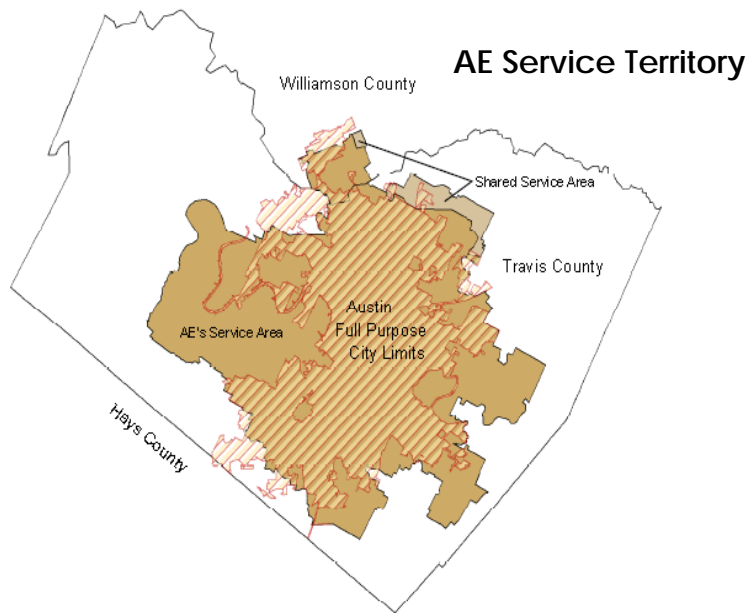 AE Service Territory
Williamson County
Shared Service Area
Travis County
Austin
Full Purpose
City Limits
AE's Service Area
Hays County